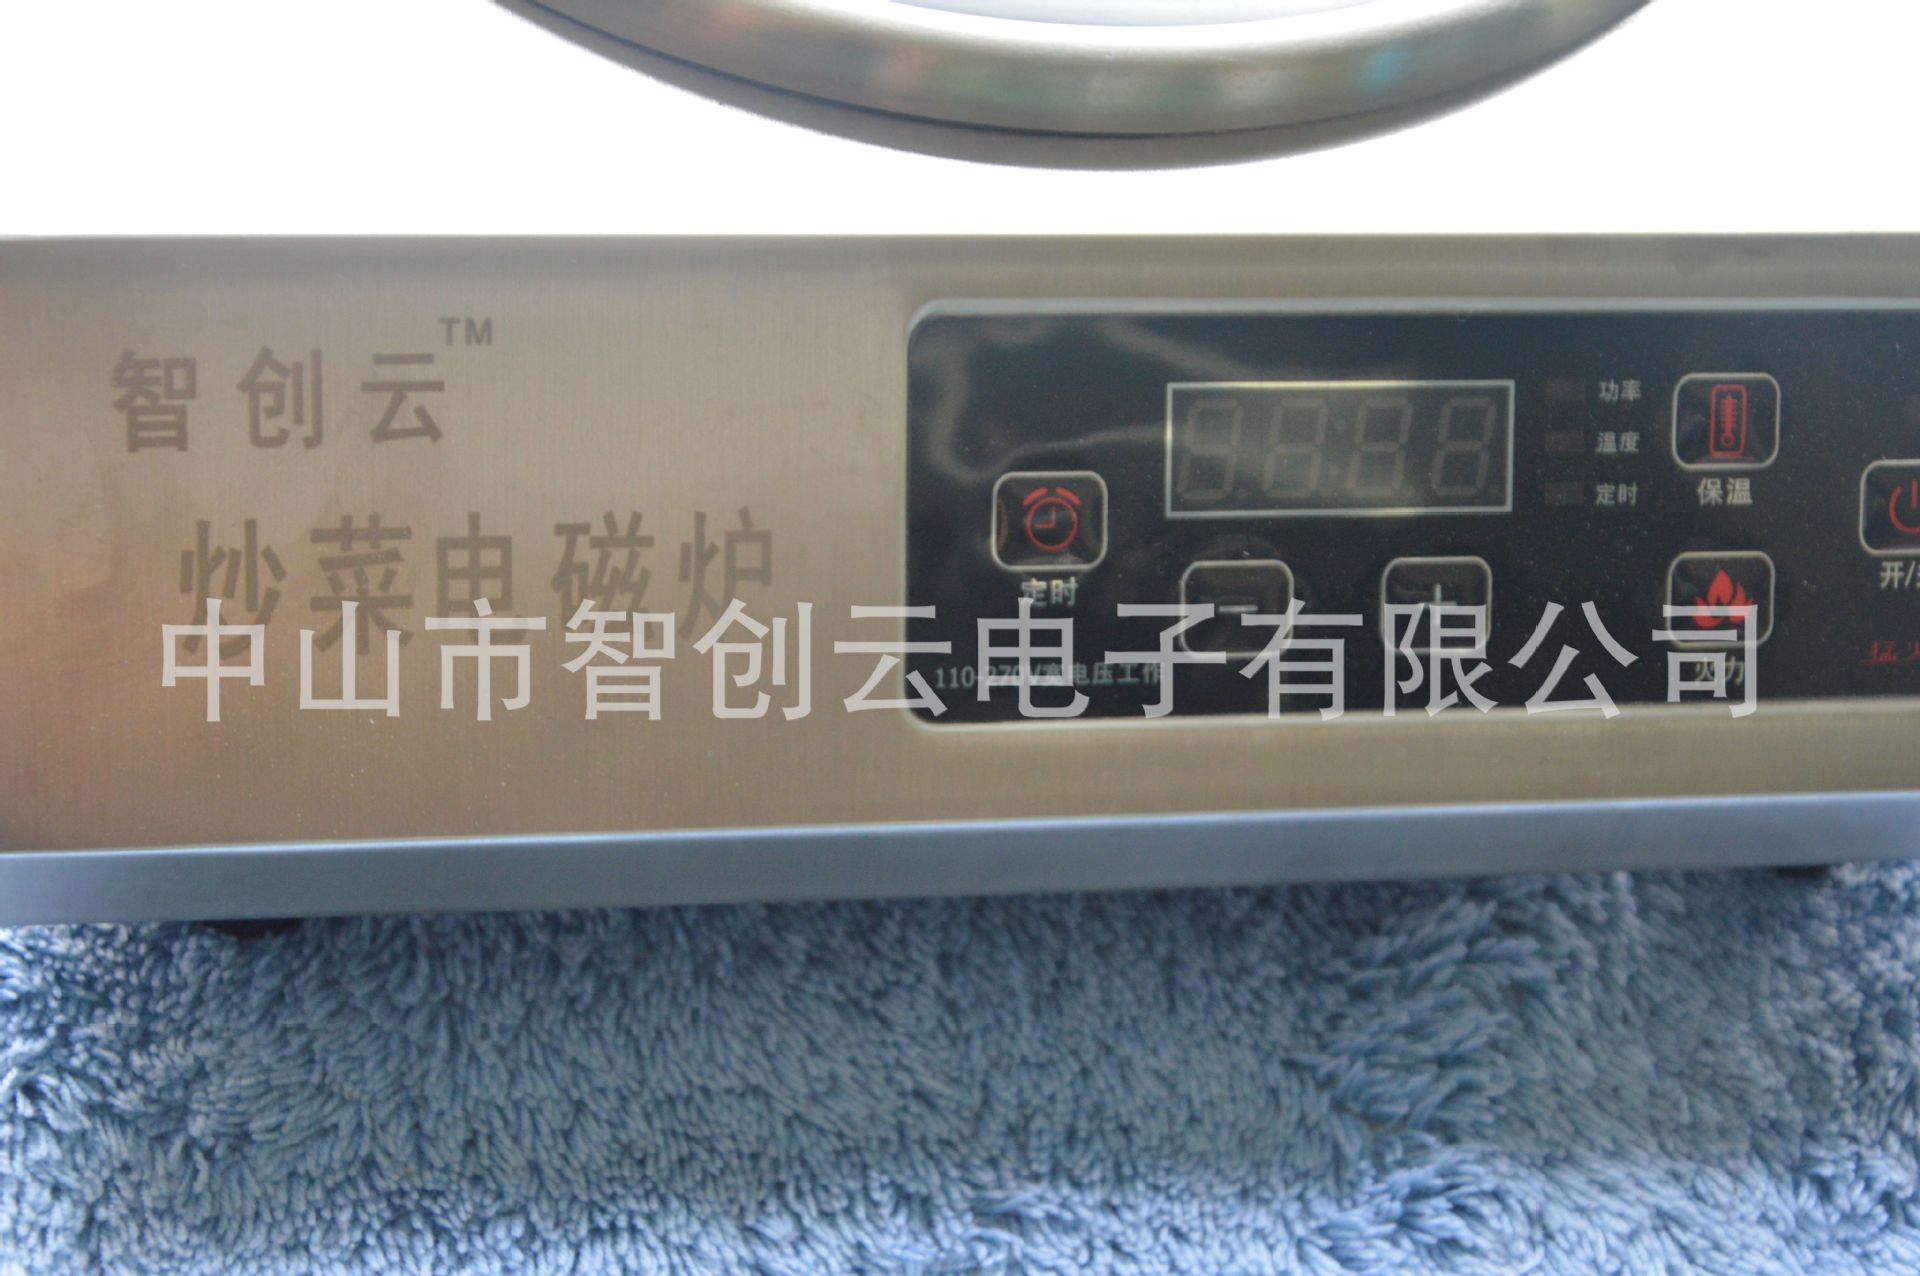 智创云™
炒菜电磁炉
功率
温度
定时
保温
定时
开/
火力
110-270V宽电压工作
中山市智创云电子有限公司